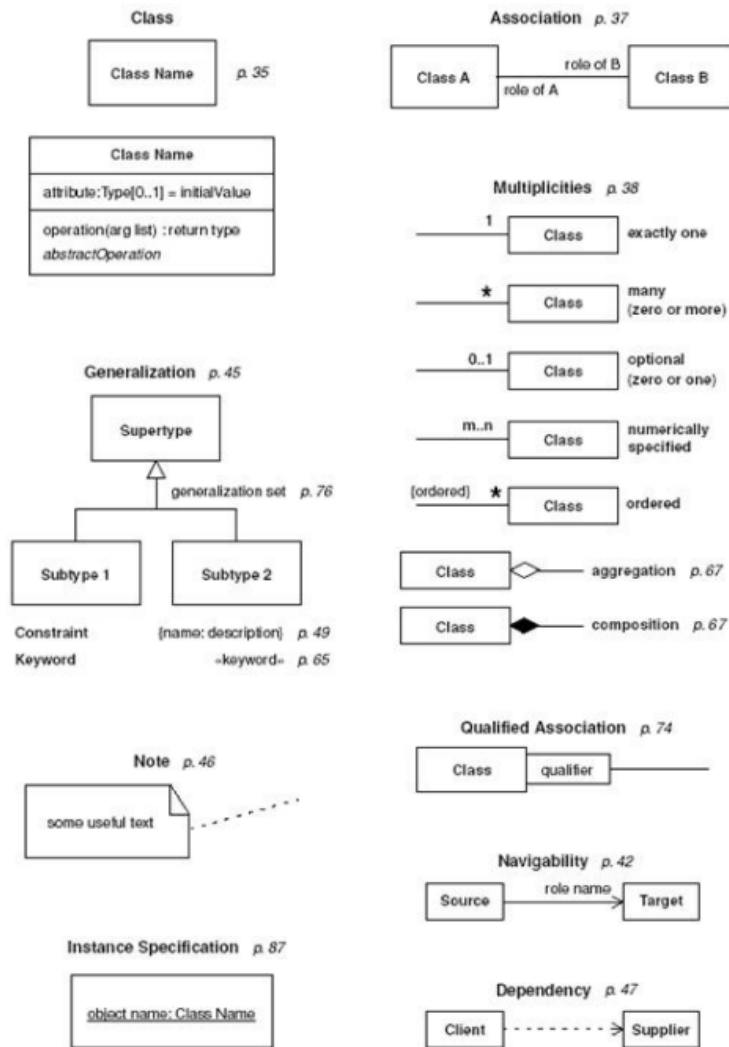 Class
Class Name p. 35
Class Name
attribute:Type[0..1] = initialValue
operation(arg list) : return type
abstractOperation
Generalization p. 45
Supertype
generalization set p. 76
Subtype 1 Subtype 2
Constraint {name: description} p. 49
Keyword «keyword» p. 65
Note p. 46
some useful text
Instance Specification p. 87
object name: Class Name
Association p. 37
Class A role of B Class B
role of A
Multiplicities p. 38
1 Class exactly one
* Class many
(zero or more)
0..1 Class optional
(zero or one)
m..n Class numerically
specified
{ordered} * Class ordered
Class aggregation p. 67
Class composition p. 67
Qualified Association p. 74
Class qualifier
Navigability p. 42
Source role name Target
Dependency p. 47
Client Supplier